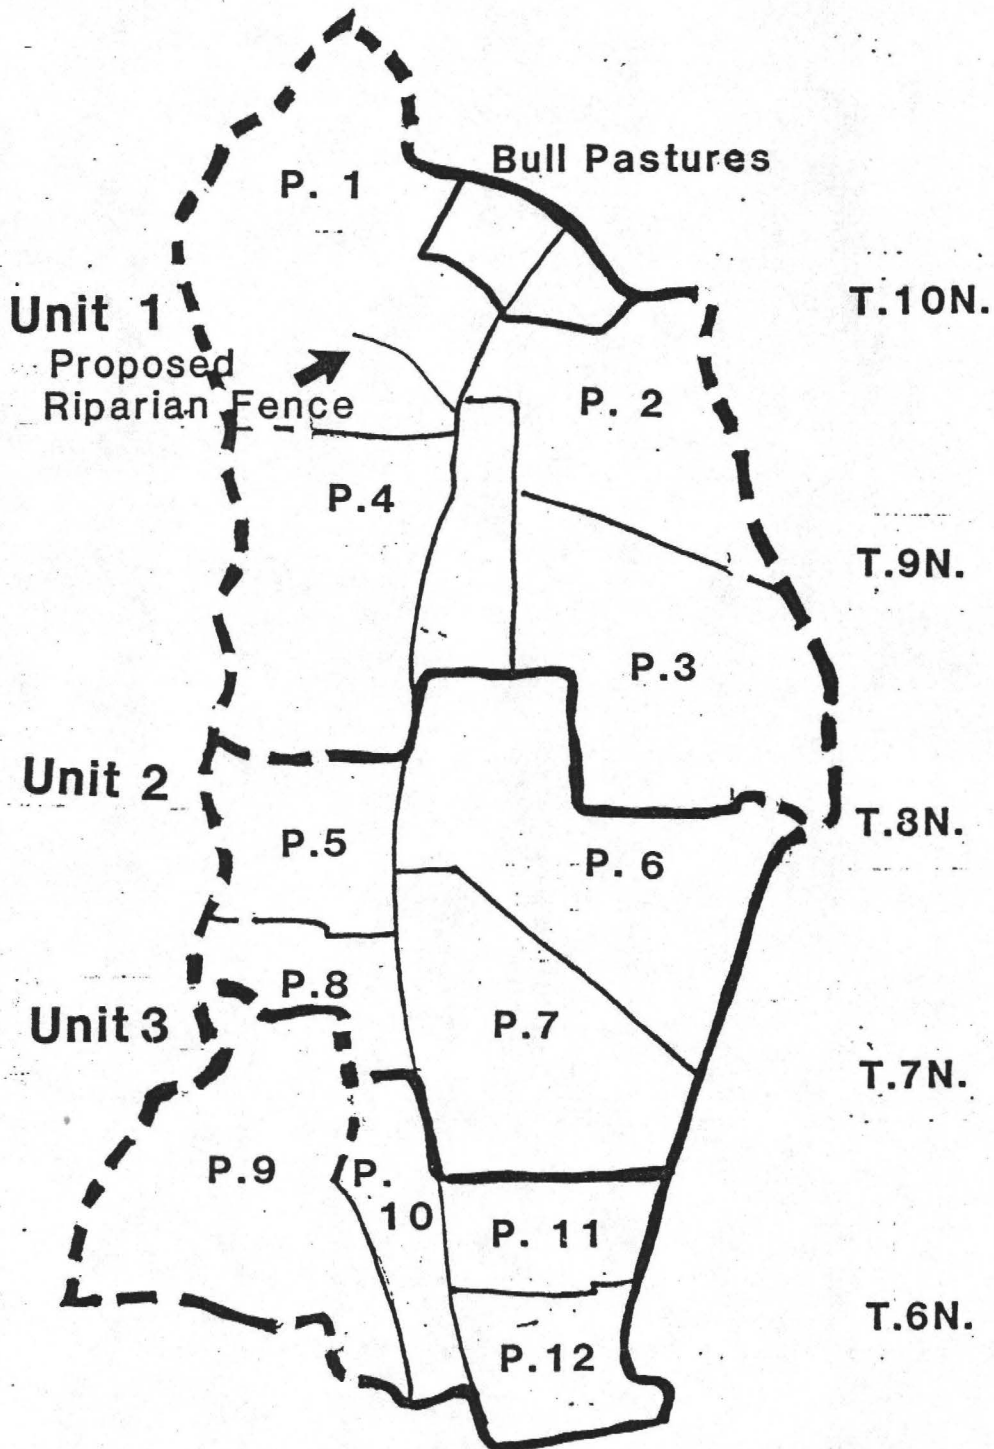 Bull Pastures
P. 1
T.10N.
Unit 1
Proposed
Riparian Fence
P. 2
P.4
T.9N.
P.3
Unit 2
T.8N.
P.5
P. 6
P.8
Unit 3
P.7
T.7N.
P.9
P.
10
P. 11
T.6N.
P.12